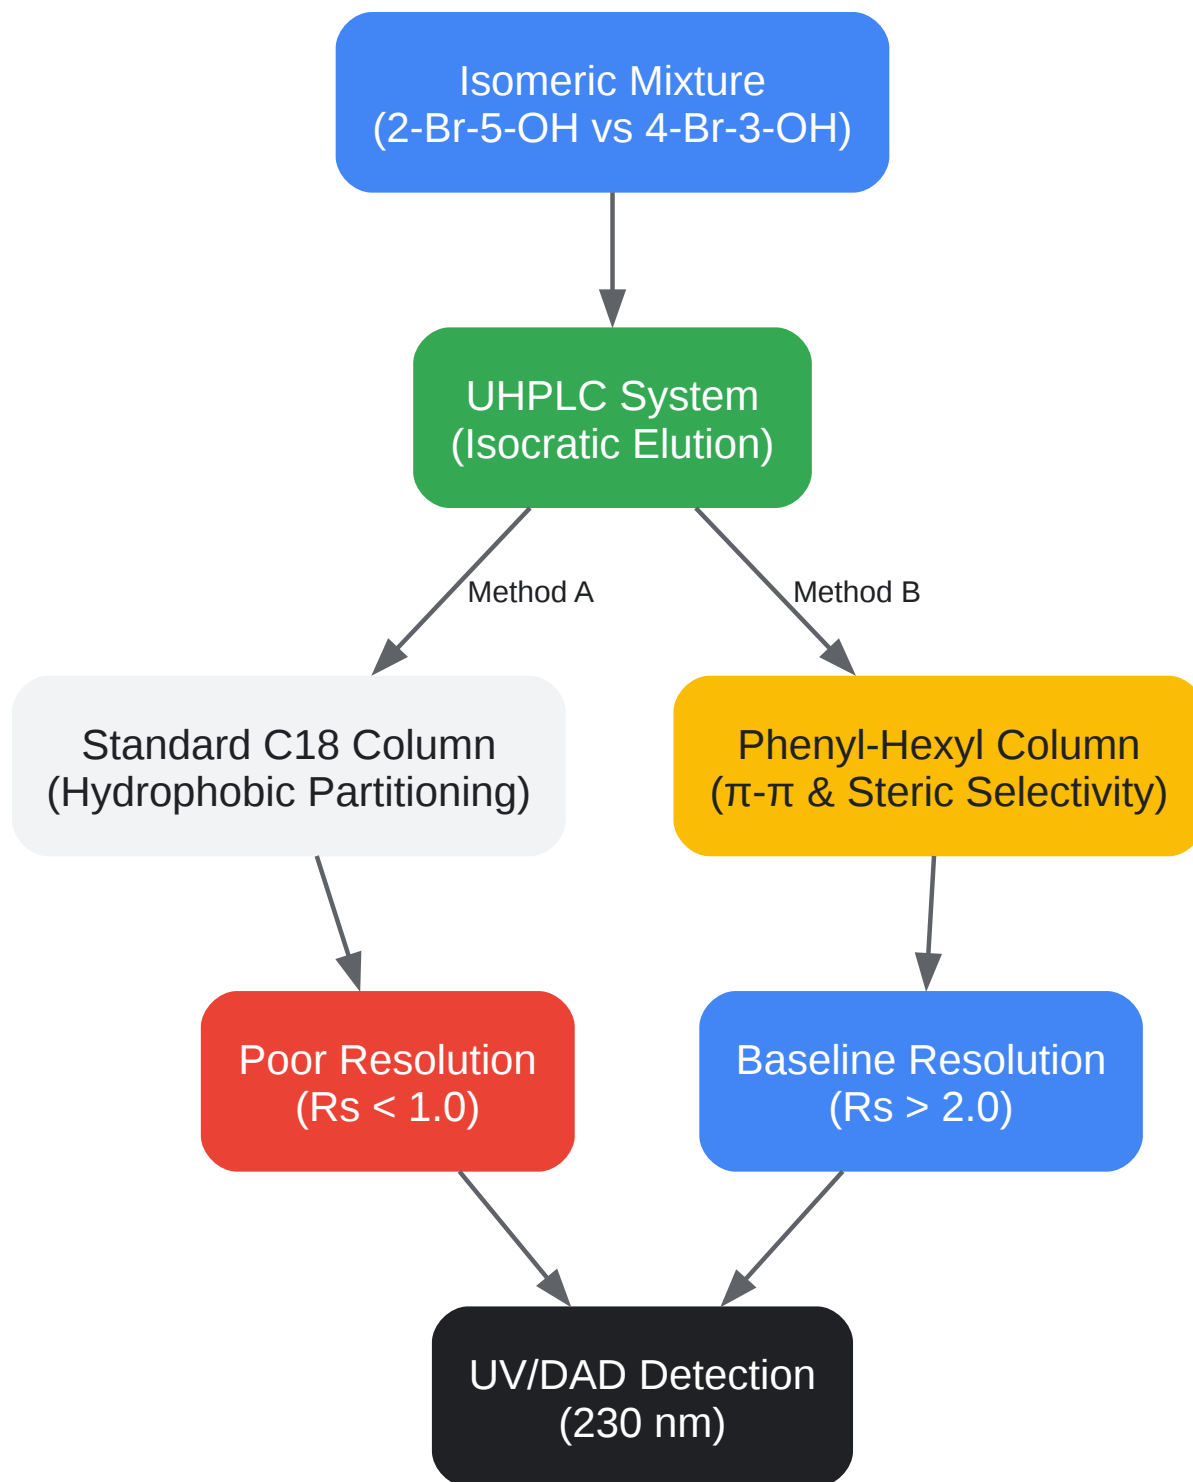 Isomeric Mixture
(2-Br-5-OH vs 4-Br-3-OH)
UHPLC System
(Isocratic Elution)
Method A
Method B
Standard C18 Column
(Hydrophobic Partitioning)
Phenyl-Hexyl Column
(π-π & Steric Selectivity)
Poor Resolution
(Rs < 1.0)
Baseline Resolution
(Rs > 2.0)
UV/DAD Detection
(230 nm)